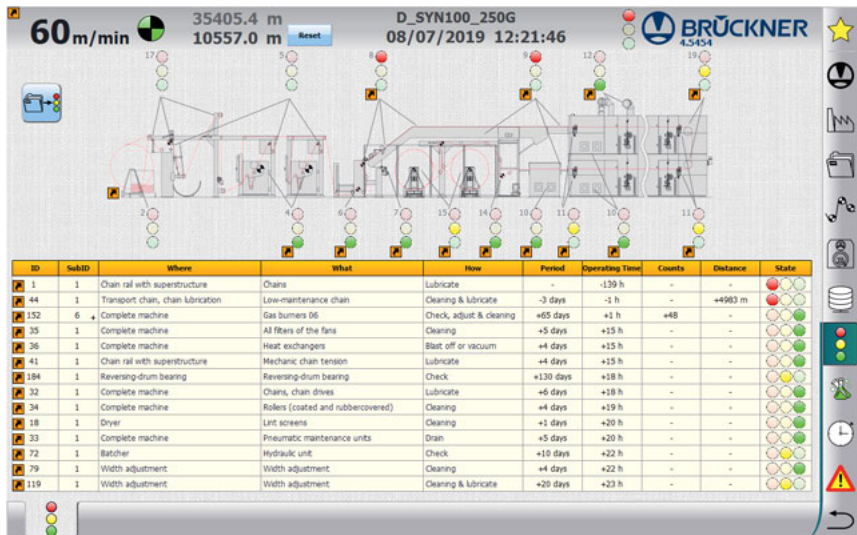 60 m/min
35405.4 m
10557.0 m Reset
D_SYN100_250G
08/07/2019 12:21:46
BRÜCKNER
4.5454
17 5 8 9 12 19
2 4 6 7 15 14 10 11 10 11
ID SubID Where What How Period Operating Time Counts Distance State
1 1 Chain rail with superstructure Chains Lubricate - -139 h - -
44 1 Transport chain, chain lubrication Low-maintenance chain Cleaning & lubricate -3 days -1 h - +4983 m
152 6 + Complete machine Gas burners 06 Check, adjust & cleaning +65 days +1 h +48 -
35 1 Complete machine All filters of the fans Cleaning +5 days +15 h - -
36 1 Complete machine Heat exchangers Blast off or vacuum +4 days +15 h - -
41 1 Chain rail with superstructure Mechanic chain tension Lubricate +4 days +15 h - -
184 1 Reversing-drum bearing Reversing-drum bearing Check +130 days +18 h - -
32 1 Complete machine Chains, chain drives Lubricate +6 days +18 h - -
34 1 Complete machine Rollers (coated and rubbercovered) Cleaning +4 days +19 h - -
18 1 Dryer Lint screens Cleaning +1 days +20 h - -
33 1 Complete machine Pneumatic maintenance units Drain +5 days +20 h - -
72 1 Batcher Hydraulic unit Check +10 days +22 h - -
79 1 Width adjustment Width adjustment Cleaning +4 days +22 h - -
119 1 Width adjustment Width adjustment Cleaning & lubricate +20 days +23 h - -